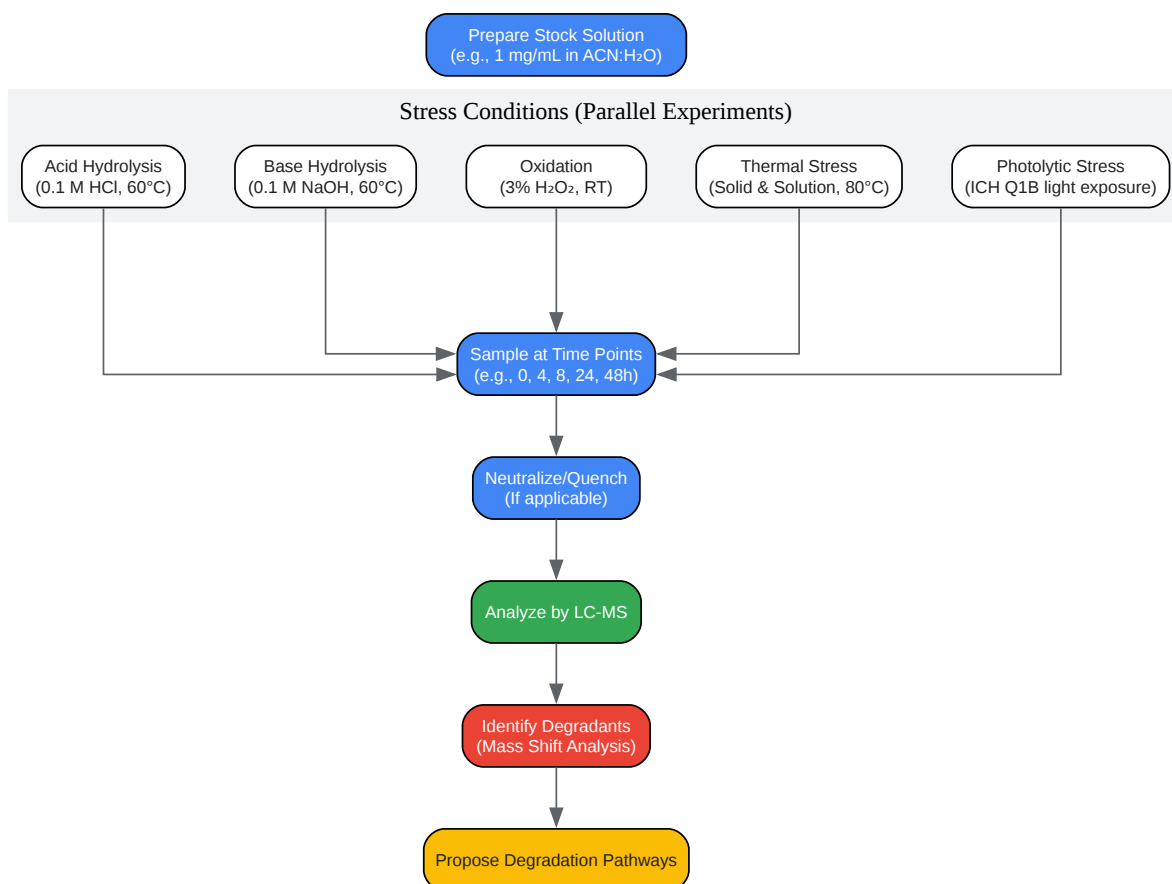 Prepare Stock Solution
(e.g., 1 mg/mL in ACN:H₂O)
Stress Conditions (Parallel Experiments)
Acid Hydrolysis
(0.1 M HCl, 60°C)
Base Hydrolysis
(0.1 M NaOH, 60°C)
Oxidation
(3% H₂O₂, RT)
Thermal Stress
(Solid & Solution, 80°C)
Photolytic Stress
(ICH Q1B light exposure)
Sample at Time Points
(e.g., 0, 4, 8, 24, 48h)
Neutralize/Quench
(If applicable)
Analyze by LC-MS
Identify Degradants
(Mass Shift Analysis)
Propose Degradation Pathways